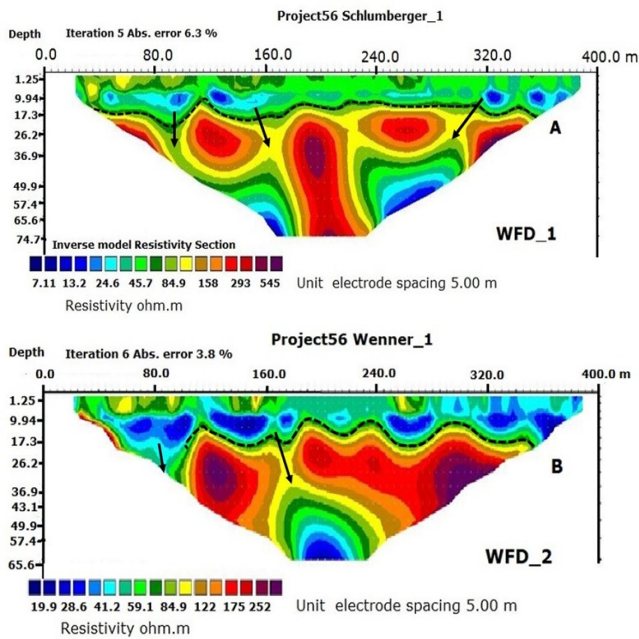 Project56 Schlumberger_1
Depth Iteration 5 Abs. error 6.3 %
0.0 80.0 160.0 240.0 320.0 400.0 m
1.25
9.94
17.3
26.2
36.9
49.9
57.4
65.6
74.7
A
WFD_1
Inverse model Resistivity Section
7.11 13.2 24.6 45.7 84.9 158 293 545
Unit electrode spacing 5.00 m
Resistivity ohm.m
Project56 Wenner_1
Depth Iteration 6 Abs. error 3.8 %
0.0 80.0 160.0 240.0 320.0 400.0 m
1.25
9.94
17.3
26.2
36.9
43.1
49.9
57.4
65.6
B
WFD_2
19.9 28.6 41.2 59.1 84.9 122 175 252
Unit electrode spacing 5.00 m
Resistivity ohm.m